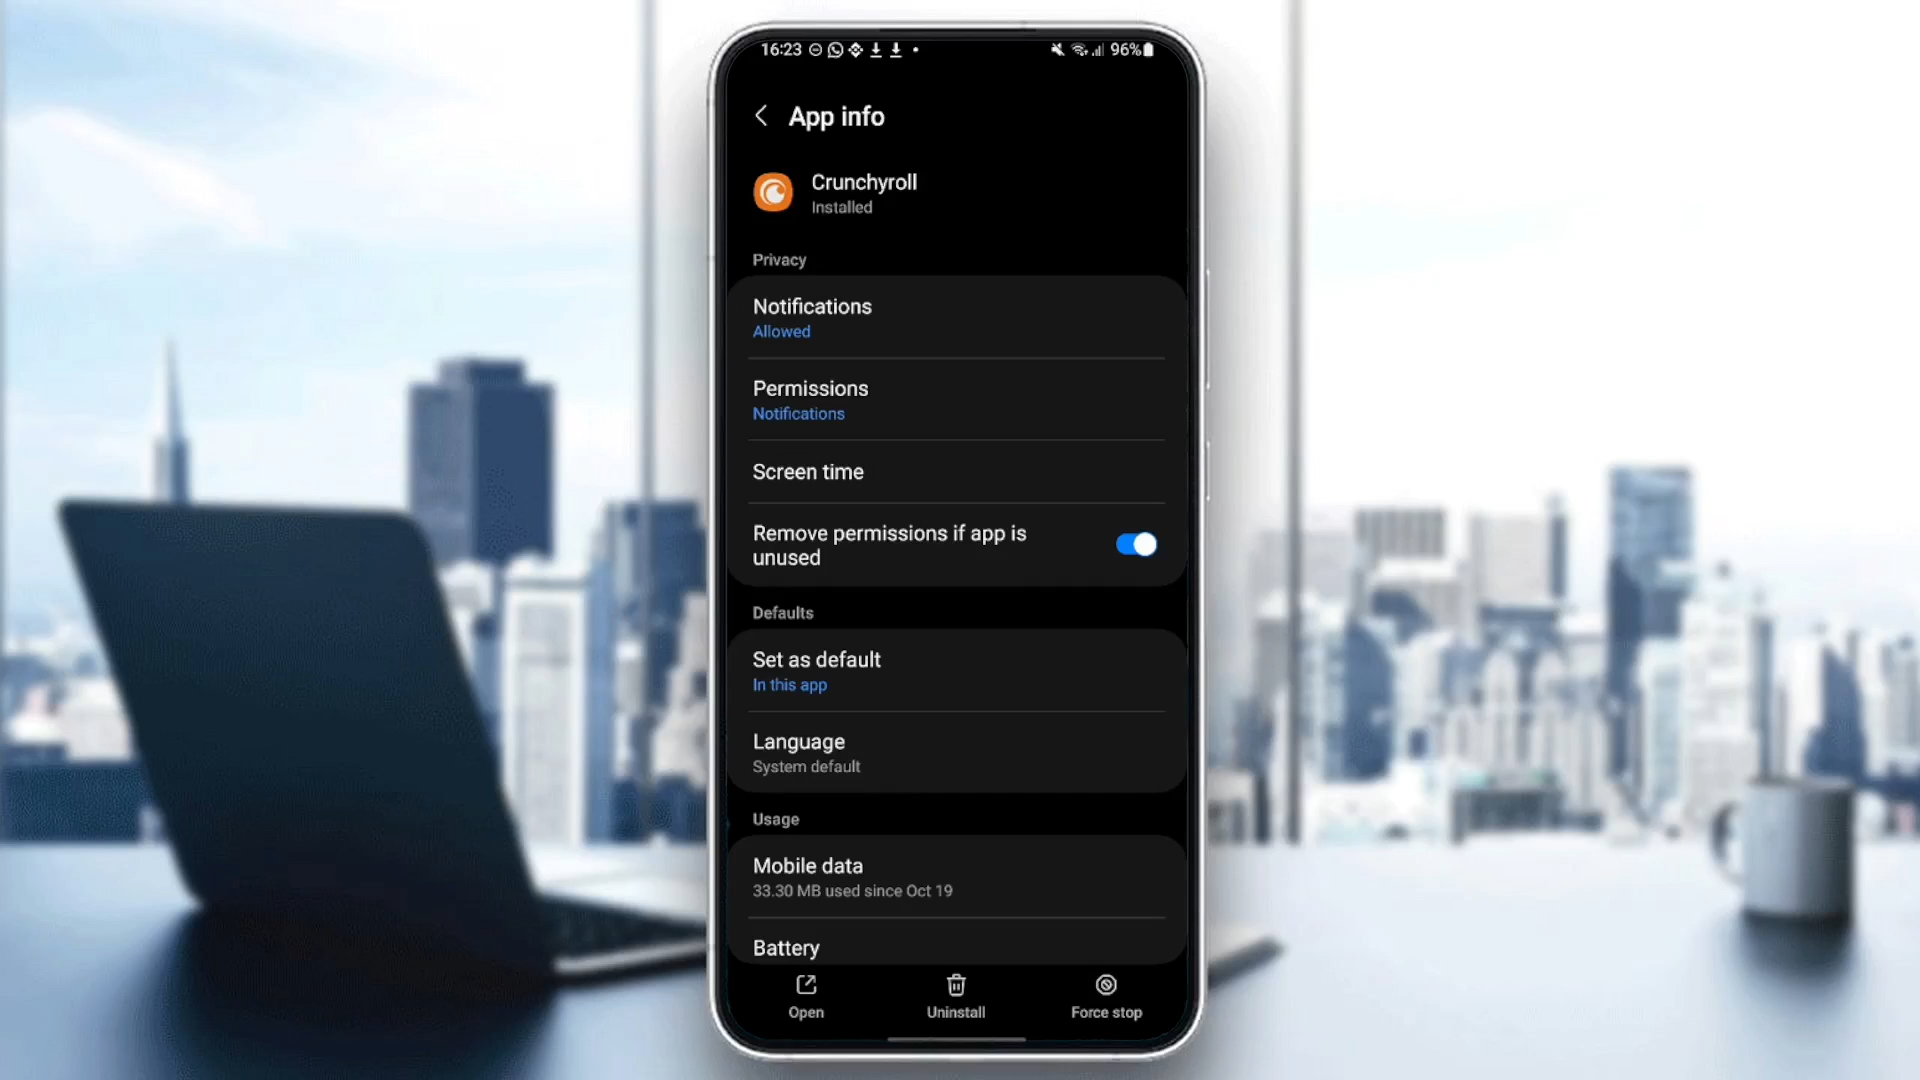 16:23 96%
App info
Crunchyroll
Installed
Privacy
Notifications
Allowed
Permissions
Notifications
Screen time
Remove permissions if app is
unused
Defaults
Set as default
In this app
Language
System default
Usage
Mobile data
33.30 MB used since Oct 19
Battery
Open Uninstall Force stop